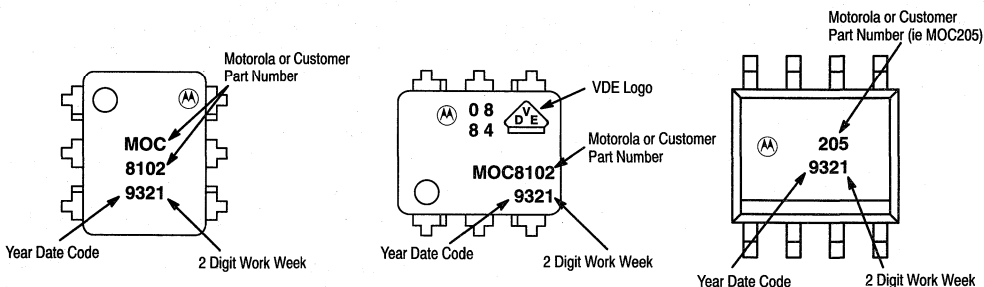 Motorola or Customer
Part Number
MOC
8102
9321
Year Date Code
2 Digit Work Week
0 8
8 4
D V E
VDE Logo
Motorola or Customer
Part Number
MOC8102
9321
Year Date Code
2 Digit Work Week
Motorola or Customer
Part Number (ie MOC205)
205
9321
Year Date Code
2 Digit Work Week